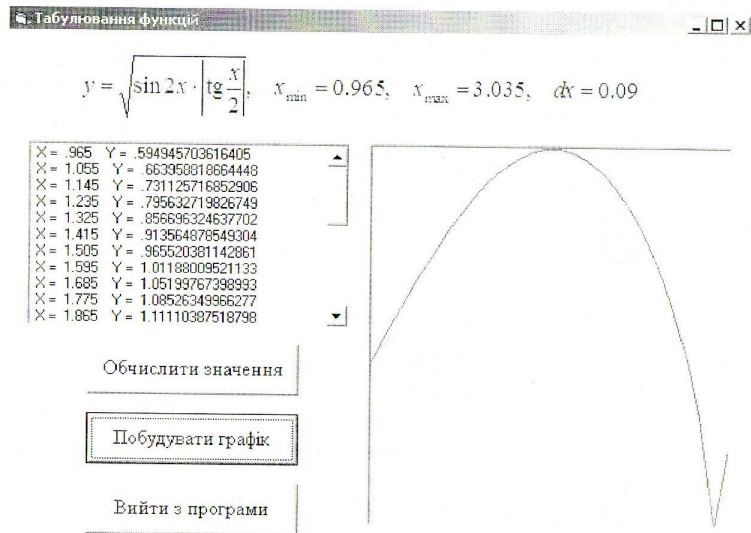 Табулювання функцій
y = √(sin 2x · |tg x/2|), x_min = 0.965, x_max = 3.035, dx = 0.09
X = .965 Y = .594945703616405
X = 1.055 Y = .663958818664448
X = 1.145 Y = .731125716852906
X = 1.235 Y = .795632719826749
X = 1.325 Y = .856696324637702
X = 1.415 Y = .913564878549304
X = 1.505 Y = .965520381142861
X = 1.595 Y = 1.01188009521133
X = 1.685 Y = 1.05199767398993
X = 1.775 Y = 1.08526349966277
X = 1.865 Y = 1.11110387518798
Обчислити значення
Побудувати графік
Вийти з програми